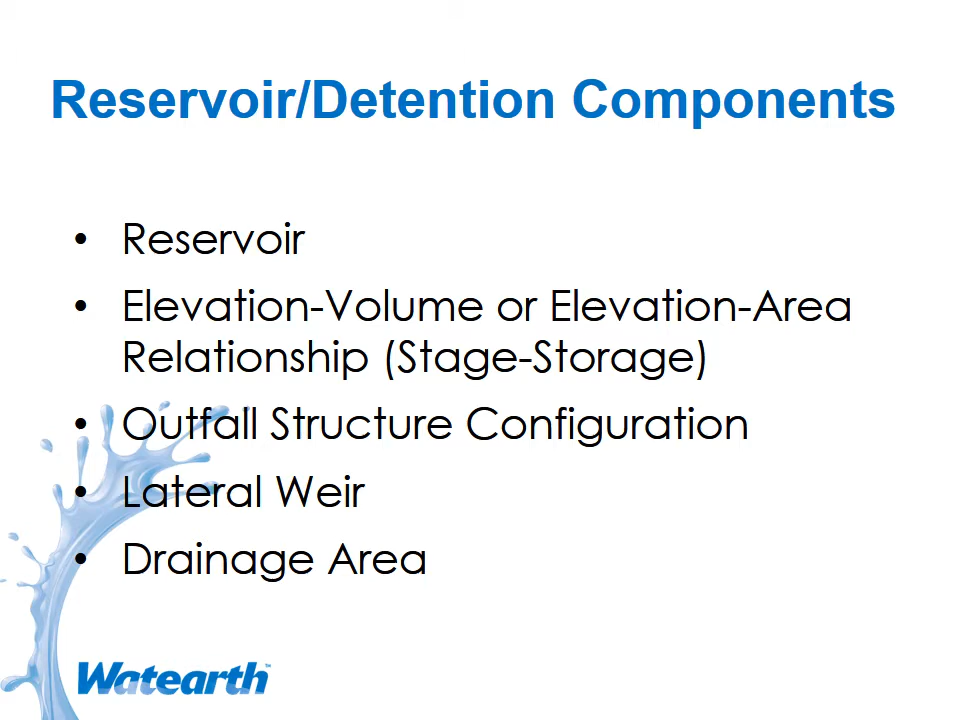 Reservoir/Detention Components
• Reservoir
• Elevation-Volume or Elevation-Area
Relationship (Stage-Storage)
• Outfall Structure Configuration
• Lateral Weir
• Drainage Area
Watearth™